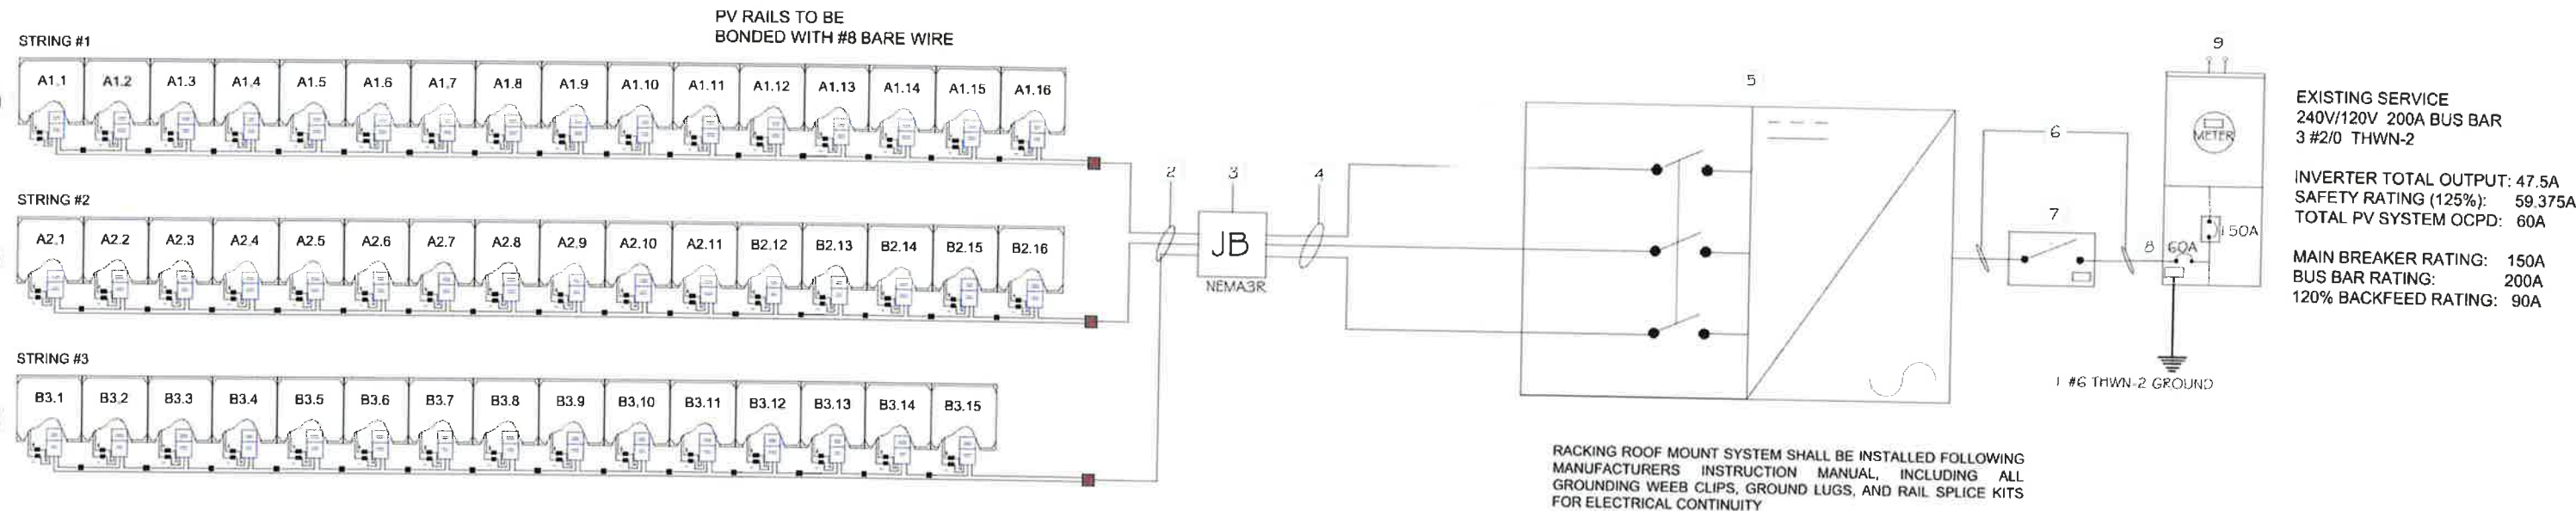 PV RAILS TO BE
BONDED WITH #8 BARE WIRE
STRING #1
A1.1 A1.2 A1.3 A1.4 A1.5 A1.6 A1.7 A1.8 A1.9 A1.10 A1.11 A1.12 A1.13 A1.14 A1.15 A1.16
STRING #2
A2.1 A2.2 A2.3 A2.4 A2.5 A2.6 A2.7 A2.8 A2.9 A2.10 A2.11 B2.12 B2.13 B2.14 B2.15 B2.16
STRING #3
B3.1 B3.2 B3.3 B3.4 B3.5 B3.6 B3.7 B3.8 B3.9 B3.10 B3.11 B3.12 B3.13 B3.14 B3.15
2
3
4
JB
NEMA3R
5
6
7
8
60A
9
METER
150A
1 #6 THWN-2 GROUND
EXISTING SERVICE
240V/120V 200A BUS BAR
3 #2/0 THWN-2
INVERTER TOTAL OUTPUT: 47.5A
SAFETY RATING (125%): 59.375A
TOTAL PV SYSTEM OCPD: 60A
MAIN BREAKER RATING: 150A
BUS BAR RATING: 200A
120% BACKFEED RATING: 90A
RACKING ROOF MOUNT SYSTEM SHALL BE INSTALLED FOLLOWING
MANUFACTURERS INSTRUCTION MANUAL, INCLUDING ALL
GROUNDING WEEB CLIPS, GROUND LUGS, AND RAIL SPLICE KITS
FOR ELECTRICAL CONTINUITY